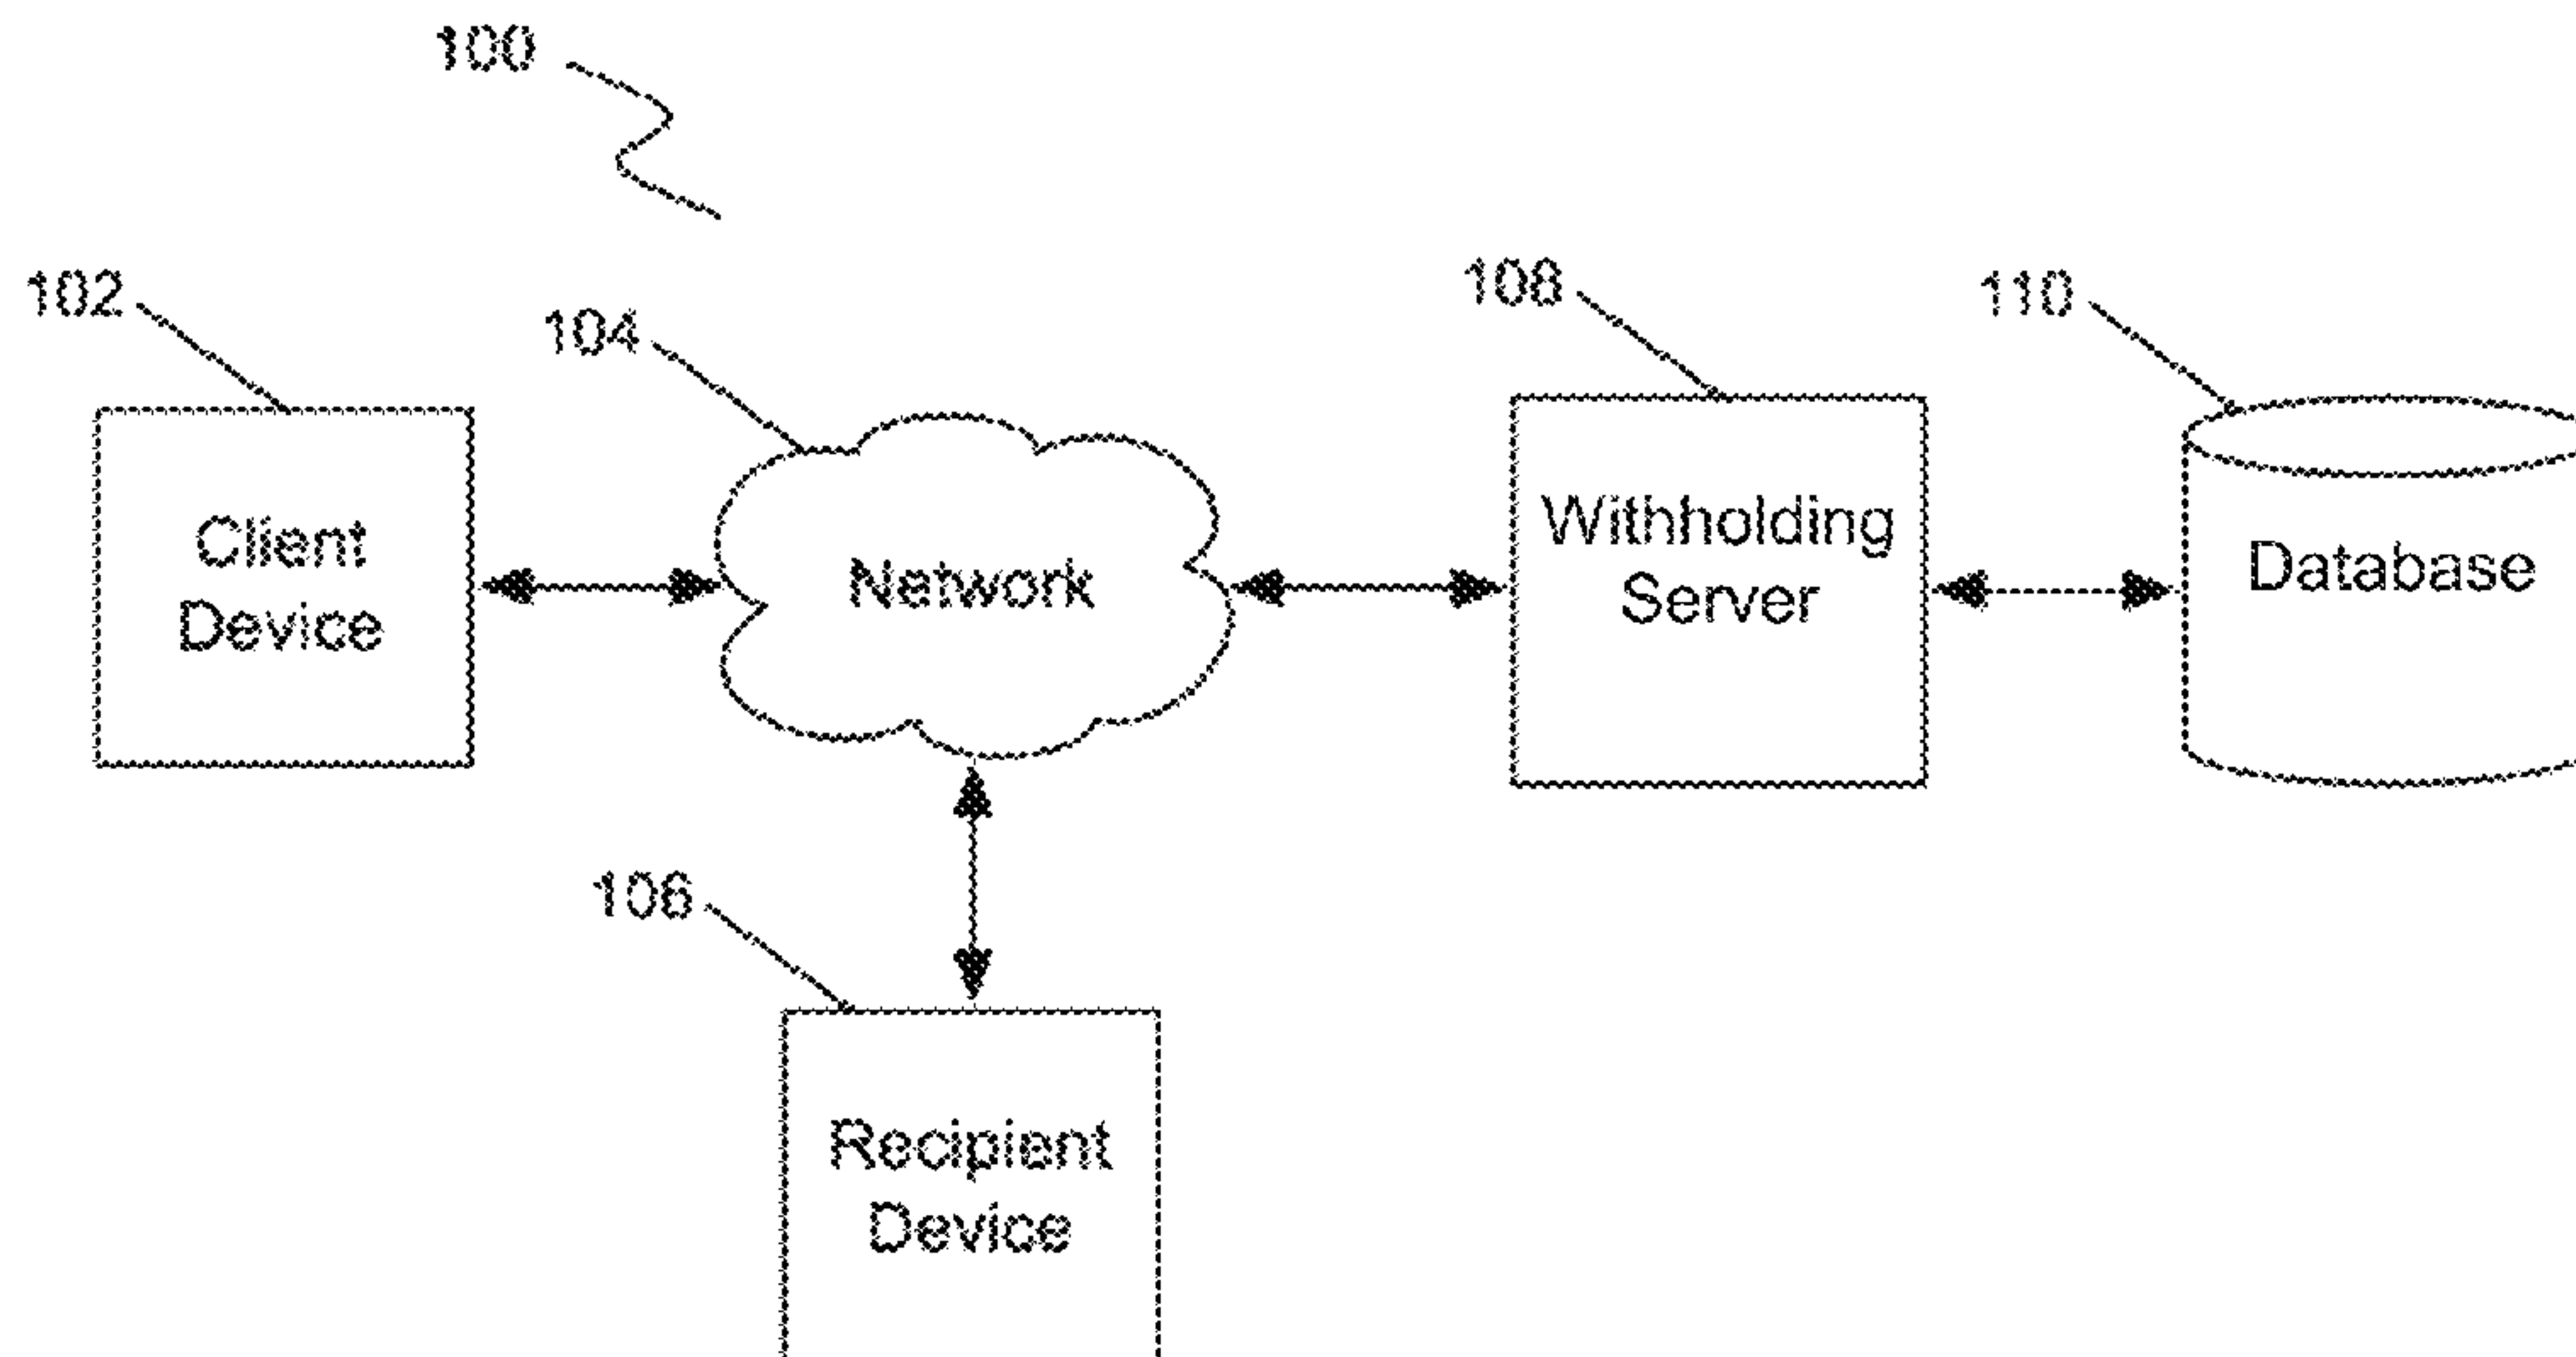 100
102
104
108
110
Client
Device
Network
Withholding
Server
Database
106
Recipient
Device